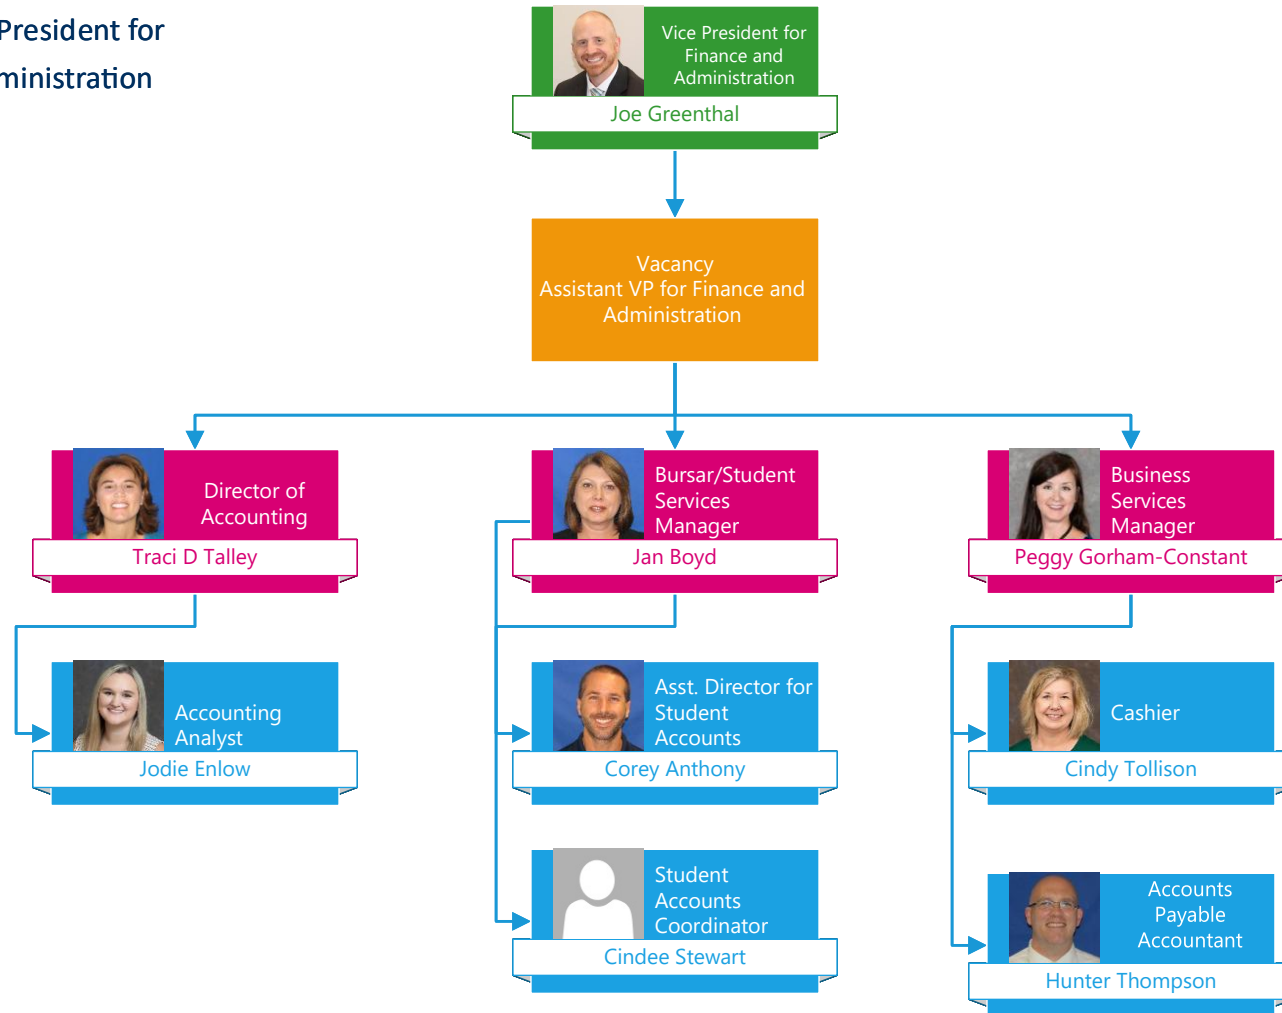 President for
ministration
Vice President for
Finance and
Administration
Joe Greenthal
Vacancy
Assistant VP for Finance and
Administration
Director of
Accounting
Traci D Talley
Bursar/Student
Services
Manager
Jan Boyd
Business
Services
Manager
Peggy Gorham-Constant
Accounting
Analyst
Jodie Enlow
Asst. Director for
Student
Accounts
Corey Anthony
Cashier
Cindy Tollison
Student
Accounts
Coordinator
Cindee Stewart
Accounts
Payable
Accountant
Hunter Thompson